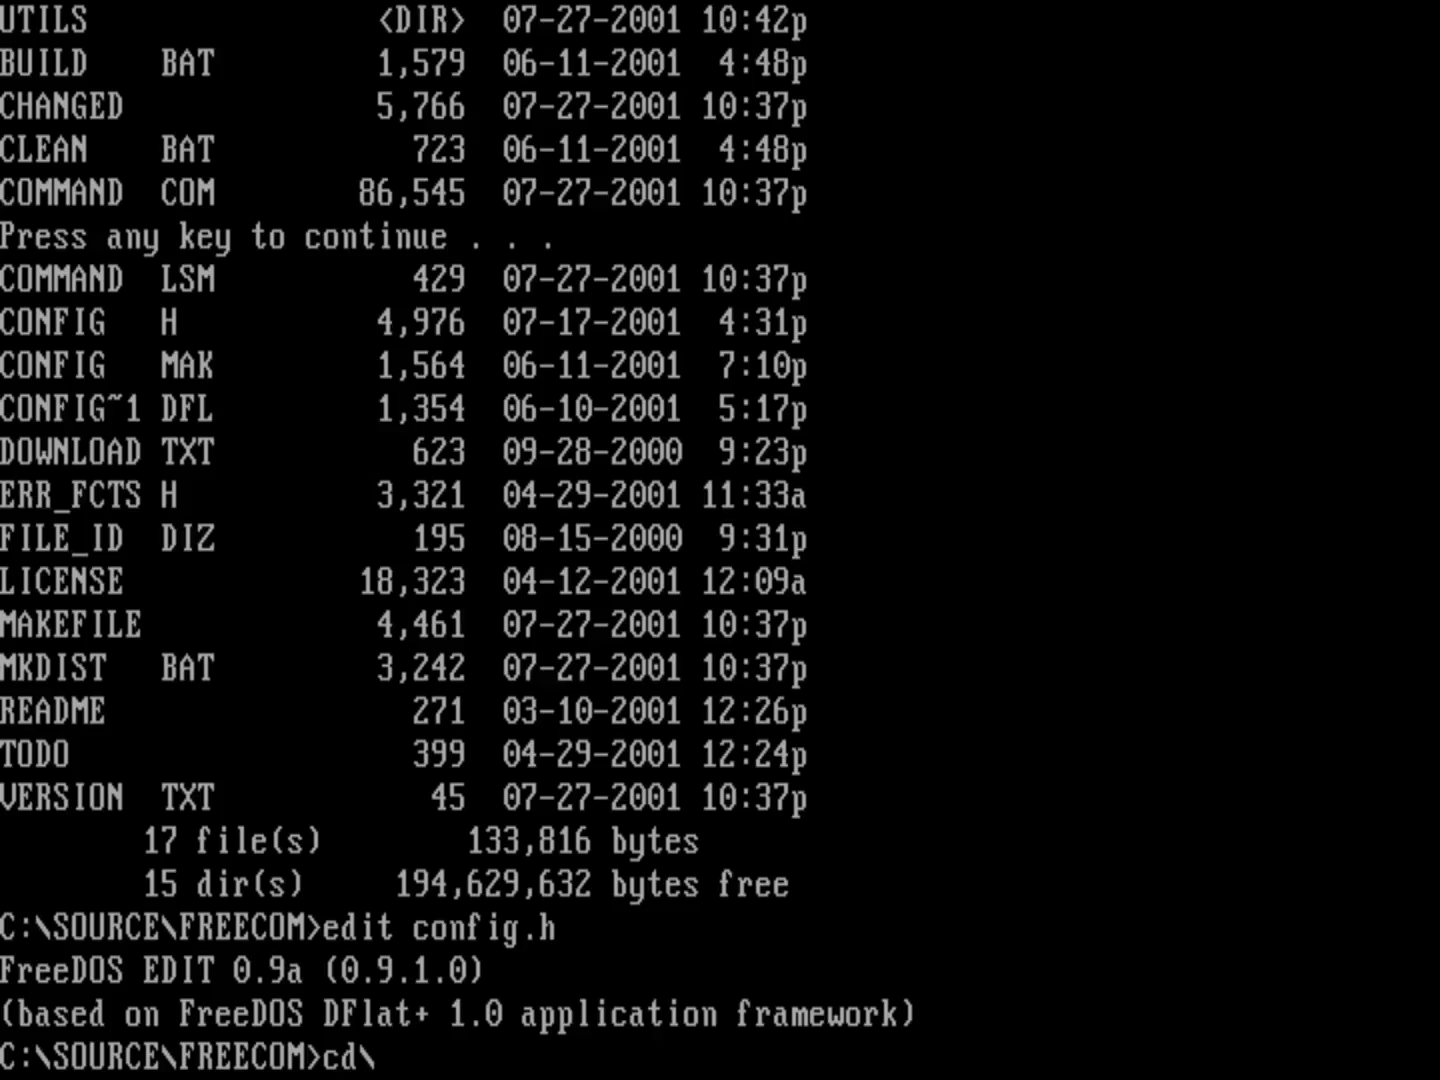 UTILS <DIR> 07-27-2001 10:42p
BUILD BAT 1,579 06-11-2001 4:48p
CHANGED 5,766 07-27-2001 10:37p
CLEAN BAT 723 06-11-2001 4:48p
COMMAND COM 86,545 07-27-2001 10:37p
Press any key to continue . . .
COMMAND LSM 429 07-27-2001 10:37p
CONFIG H 4,976 07-17-2001 4:31p
CONFIG MAK 1,564 06-11-2001 7:10p
CONFIG~1 DFL 1,354 06-10-2001 5:17p
DOWNLOAD TXT 623 09-28-2000 9:23p
ERR_FCTS H 3,321 04-29-2001 11:33a
FILE_ID DIZ 195 08-15-2000 9:31p
LICENSE 18,323 04-12-2001 12:09a
MAKEFILE 4,461 07-27-2001 10:37p
MKDIST BAT 3,242 07-27-2001 10:37p
README 271 03-10-2001 12:26p
TODO 399 04-29-2001 12:24p
VERSION TXT 45 07-27-2001 10:37p
17 file(s) 133,816 bytes
15 dir(s) 194,629,632 bytes free
C:\SOURCE\FREECOM>edit config.h
FreeDOS EDIT 0.9a (0.9.1.0)
(based on FreeDOS DFlat+ 1.0 application framework)
C:\SOURCE\FREECOM>cd\